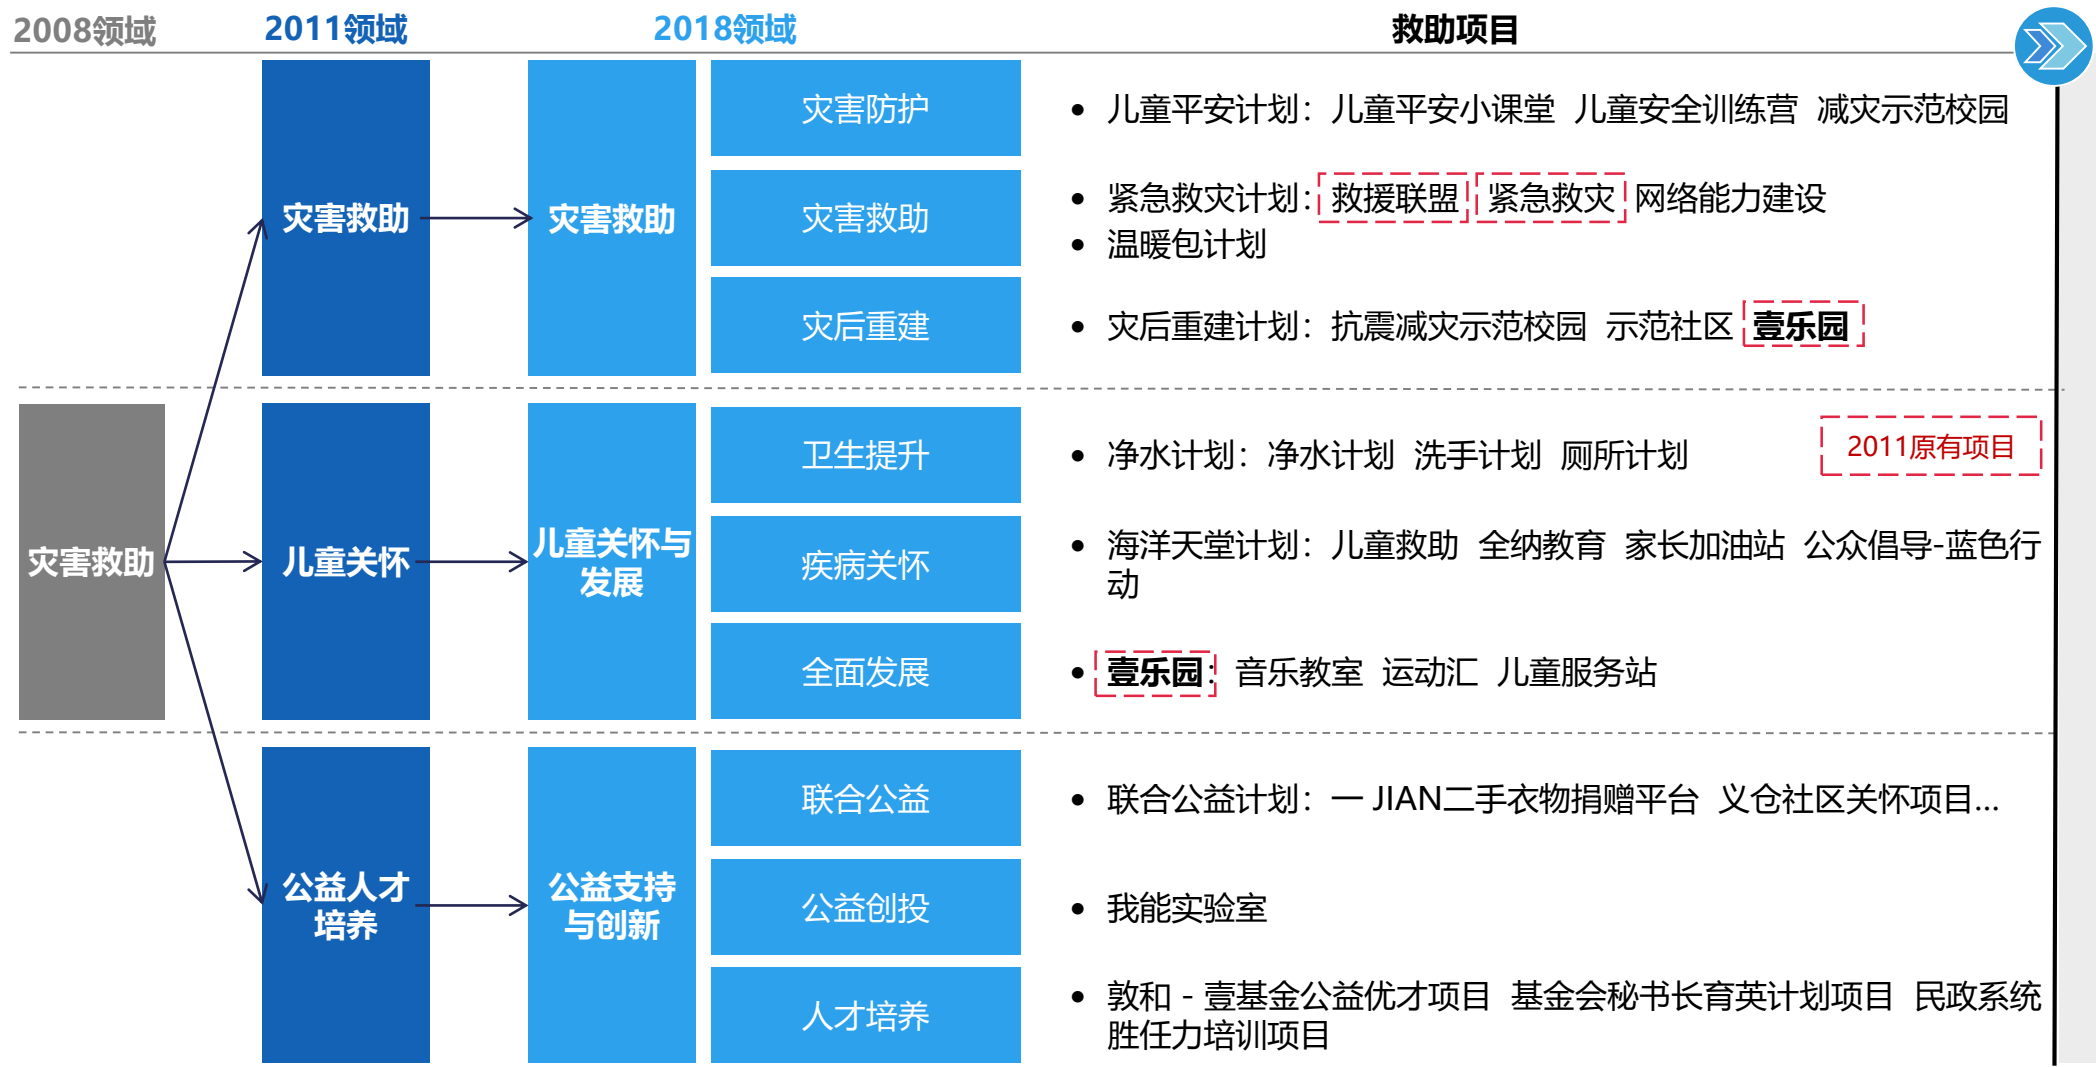 2008领域 2011领域 2018领域 救助项目
灾害救助
灾害救助
灾害救助
灾害防护
儿童平安计划：儿童平安小课堂 儿童安全训练营 减灾示范校园
灾害救助
紧急救灾计划：救援联盟 紧急救灾 网络能力建设
温暖包计划
灾后重建
灾后重建计划：抗震减灾示范校园 示范社区 壹乐园
儿童关怀
儿童关怀与
发展
卫生提升
净水计划：净水计划 洗手计划 厕所计划
2011原有项目
疾病关怀
海洋天堂计划：儿童救助 全纳教育 家长加油站 公众倡导-蓝色行
动
全面发展
壹乐园：音乐教室 运动汇 儿童服务站
公益人才
培养
公益支持
与创新
联合公益
联合公益计划：一 JIAN二手衣物捐赠平台 义仓社区关怀项目...
公益创投
我能实验室
人才培养
敦和 - 壹基金公益优才项目 基金会秘书长育英计划项目 民政系统
胜任力培训项目